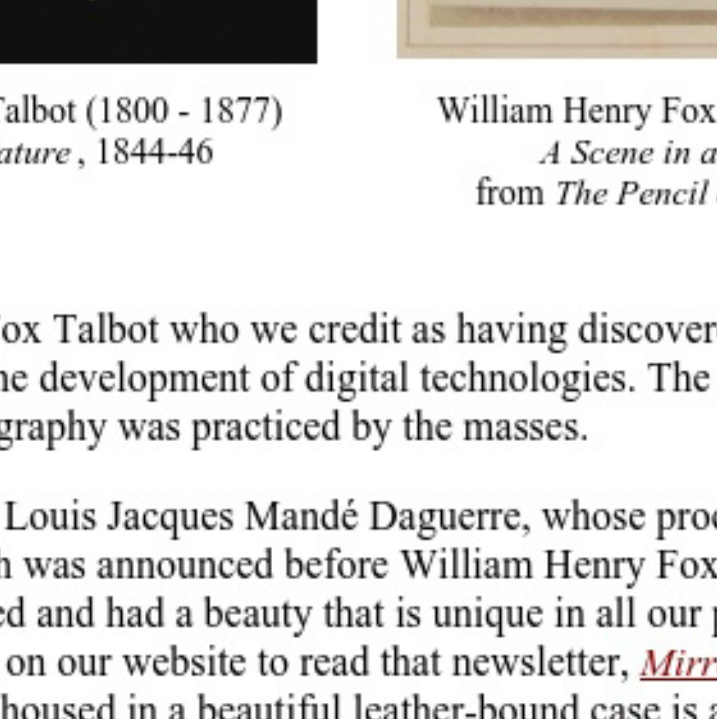 Talbot (1800 - 1877)
ature, 1844-46
William Henry Fox
A Scene in a
from The Pencil
ox Talbot who we credit as having discover
he development of digital technologies. The
graphy was practiced by the masses.
Louis Jacques Mandé Daguerre, whose pro
h was announced before William Henry Fox
ed and had a beauty that is unique in all our
on our website to read that newsletter, Mirr
housed in a beautiful leather-bound case is a